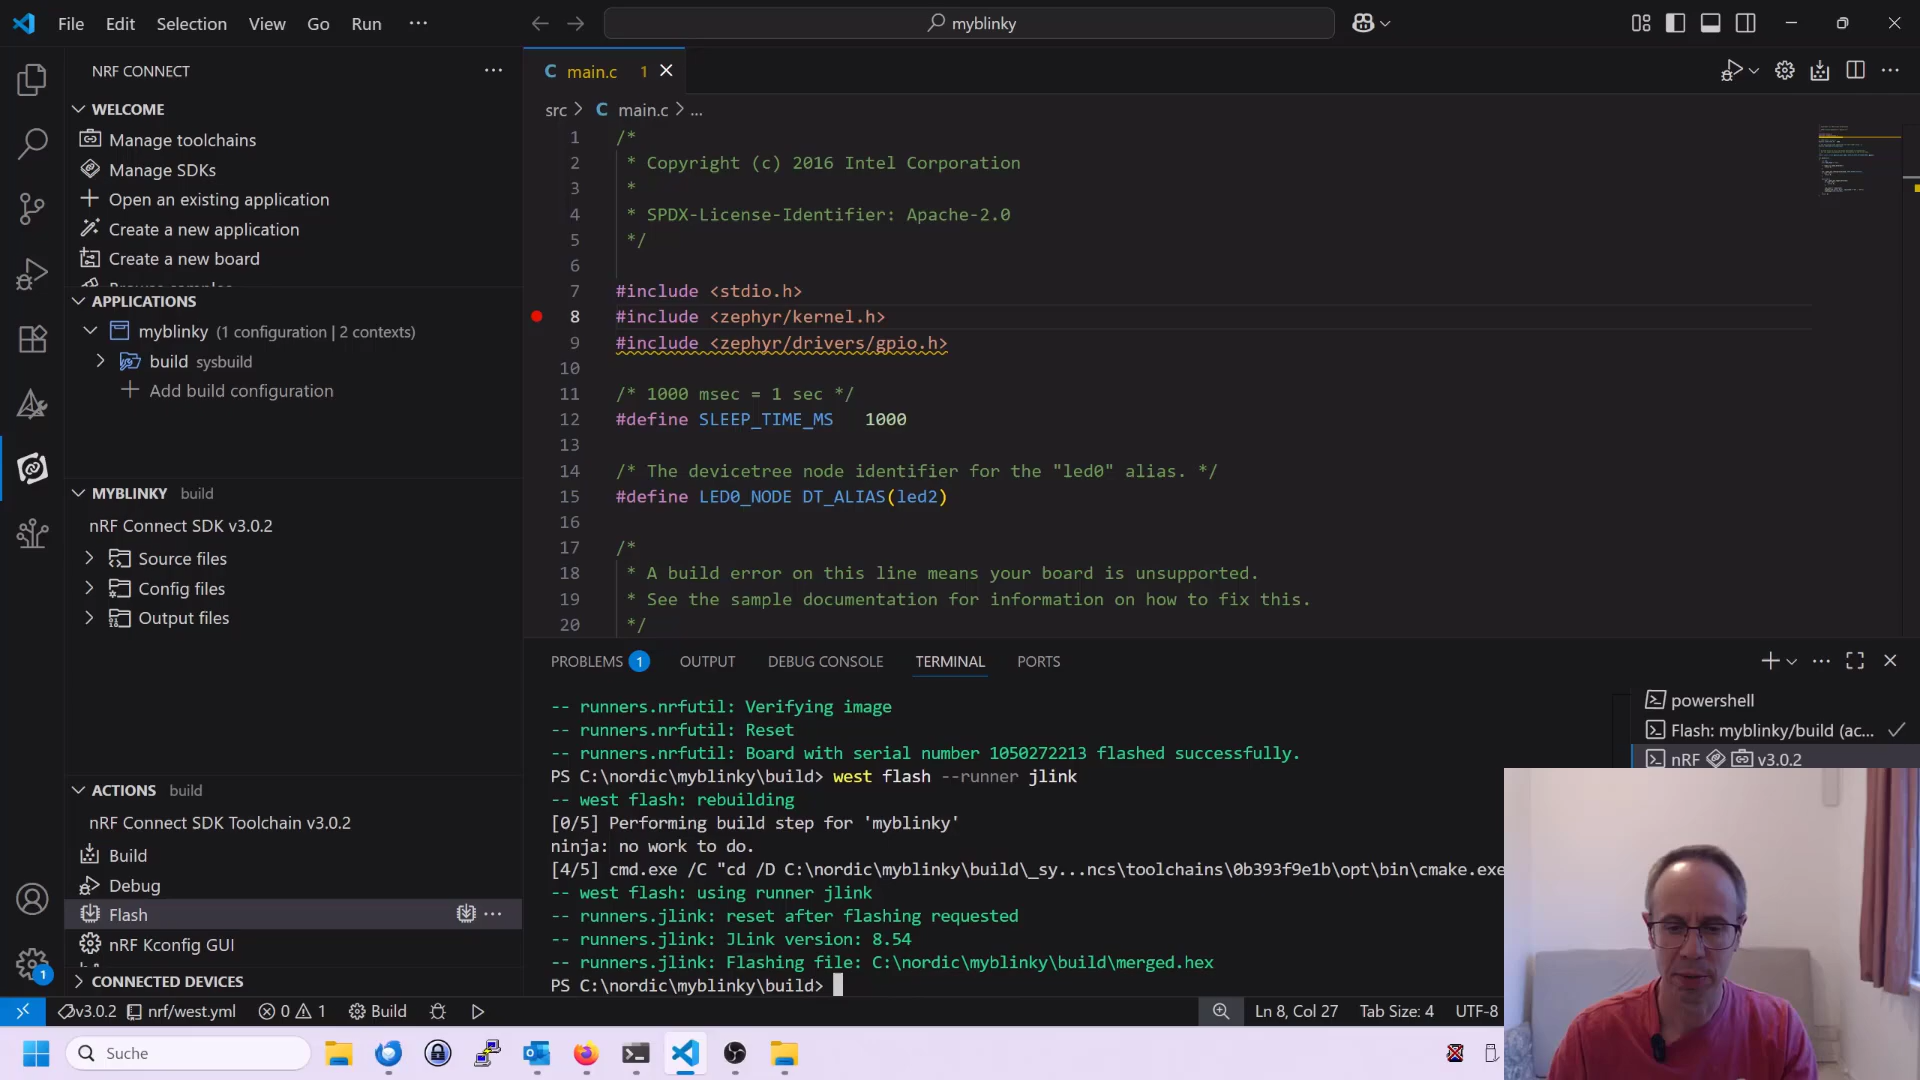 File Edit Selection View Go Run ···
myblinky
NRF CONNECT
WELCOME
Manage toolchains
Manage SDKs
Open an existing application
Create a new application
Create a new board
APPLICATIONS
myblinky (1 configuration | 2 contexts)
build sysbuild
Add build configuration
MYBLINKY build
nRF Connect SDK v3.0.2
Source files
Config files
Output files
ACTIONS build
nRF Connect SDK Toolchain v3.0.2
Build
Debug
Flash
nRF Kconfig GUI
CONNECTED DEVICES
C main.c 1
src > C main.c > ...
1 /*
2 * Copyright (c) 2016 Intel Corporation
3 *
4 * SPDX-License-Identifier: Apache-2.0
5 */
6
7 #include <stdio.h>
8 #include <zephyr/kernel.h>
9 #include <zephyr/drivers/gpio.h>
10
11 /* 1000 msec = 1 sec */
12 #define SLEEP_TIME_MS 1000
13
14 /* The devicetree node identifier for the "led0" alias. */
15 #define LED0_NODE DT_ALIAS(led2)
16
17 /*
18 * A build error on this line means your board is unsupported.
19 * See the sample documentation for information on how to fix this.
20 */
PROBLEMS 1 OUTPUT DEBUG CONSOLE TERMINAL PORTS
-- runners.nrfutil: Verifying image
-- runners.nrfutil: Reset
-- runners.nrfutil: Board with serial number 1050272213 flashed successfully.
PS C:\nordic\myblinky\build> west flash --runner jlink
-- west flash: rebuilding
[0/5] Performing build step for 'myblinky'
ninja: no work to do.
[4/5] cmd.exe /C "cd /D C:\nordic\myblinky\build\_sy...ncs\toolchains\0b393f9e1b\opt\bin\cmake.exe
-- west flash: using runner jlink
-- runners.jlink: reset after flashing requested
-- runners.jlink: JLink version: 8.54
-- runners.jlink: Flashing file: C:\nordic\myblinky\build\merged.hex
PS C:\nordic\myblinky\build>
powershell
Flash: myblinky/build (ac...
nRF v3.0.2
1
v3.0.2 nrf/west.yml 0 1 Build
Ln 8, Col 27 Tab Size: 4 UTF-8
Suche